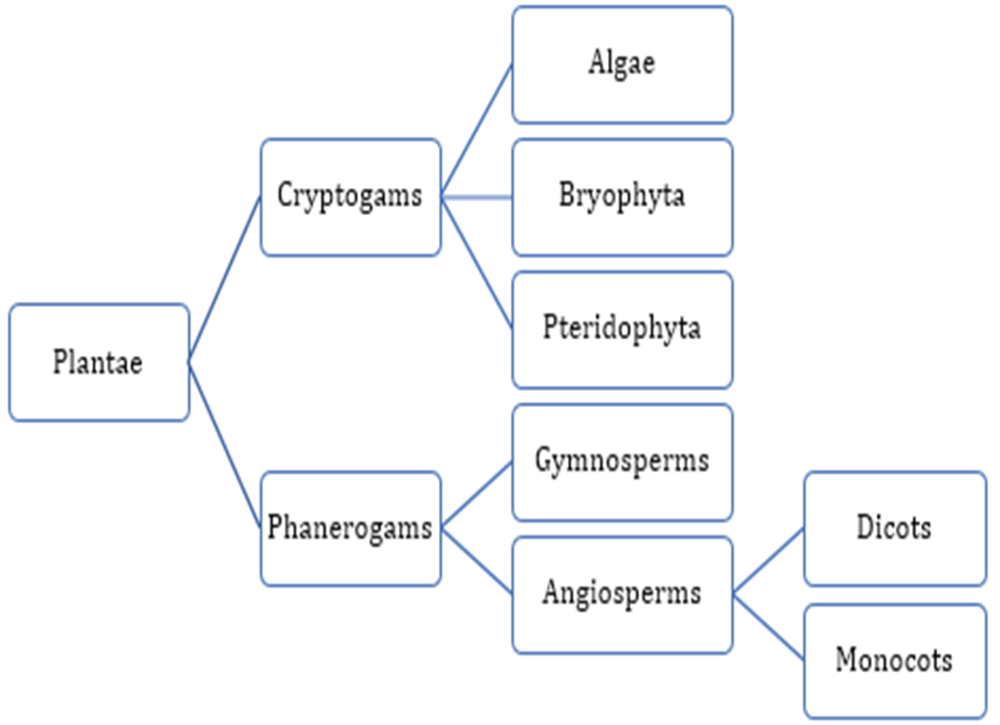 Plantae
Cryptogams
Algae
Bryophyta
Pteridophyta
Phanerogams
Gymnosperms
Angiosperms
Dicots
Monocots